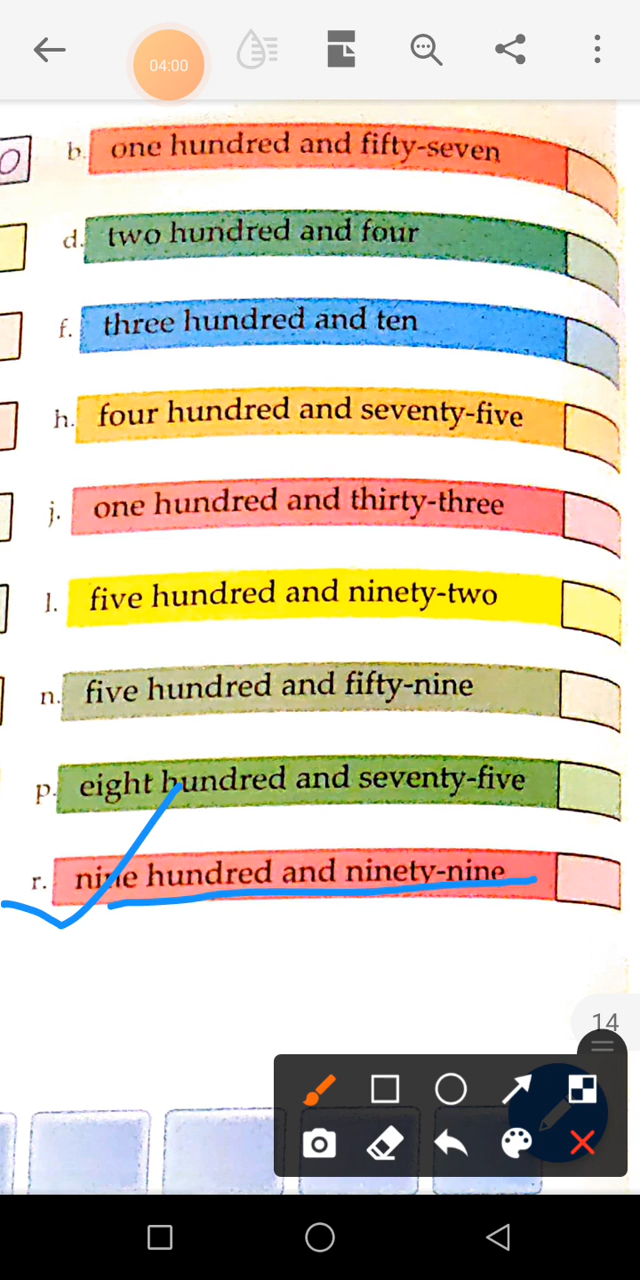 04:00
b. one hundred and fifty-seven
d. two hundred and four
f. three hundred and ten
h. four hundred and seventy-five
j. one hundred and thirty-three
l. five hundred and ninety-two
n. five hundred and fifty-nine
p. eight hundred and seventy-five
r. nine hundred and ninety-nine
14